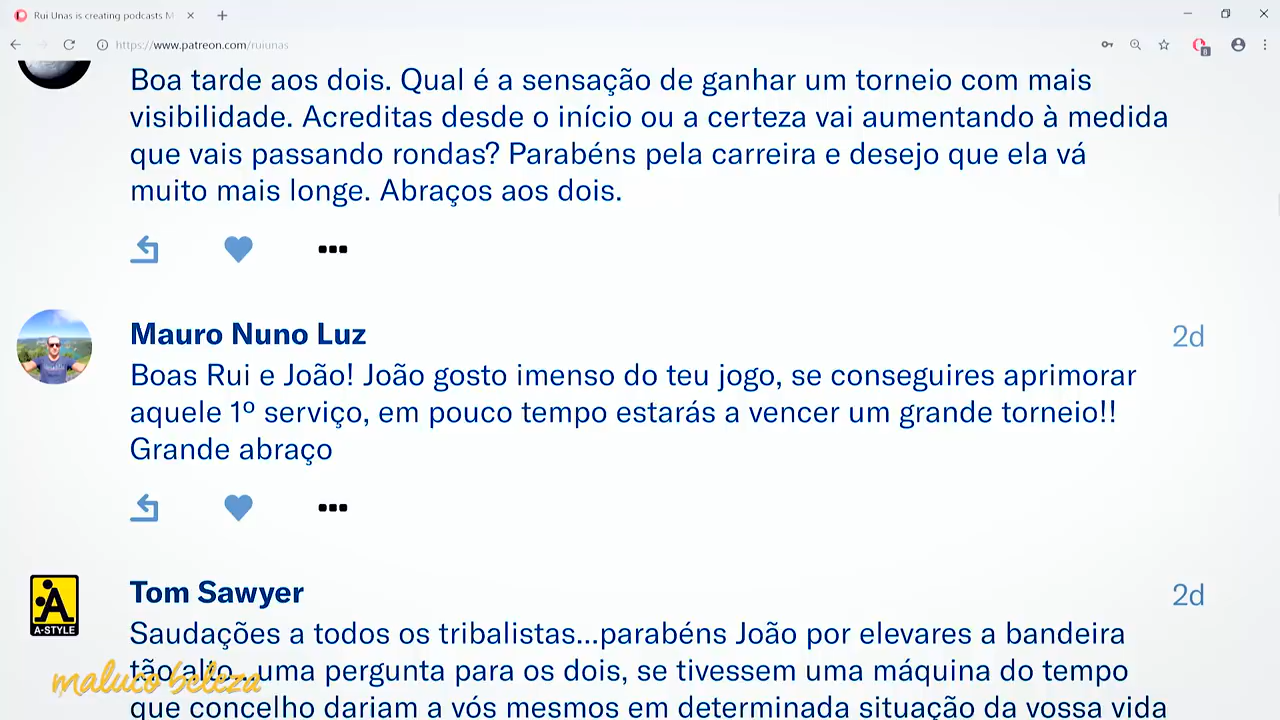 Rui Unas is creating podcasts M
https://www.patreon.com/ruiunas
8
Boa tarde aos dois. Qual é a sensação de ganhar um torneio com mais
visibilidade. Acreditas desde o início ou a certeza vai aumentando à medida
que vais passando rondas? Parabéns pela carreira e desejo que ela vá
muito mais longe. Abraços aos dois.
Mauro Nuno Luz
2d
Boas Rui e João! João gosto imenso do teu jogo, se conseguires aprimorar
aquele 1º serviço, em pouco tempo estarás a vencer um grande torneio!!
Grande abraço
Tom Sawyer
2d
A-STYLE
Saudações a todos os tribalistas...parabéns João por elevares a bandeira
tão alto...uma pergunta para os dois, se tivessem uma máquina do tempo
maluco beleza
que concelho dariam a vós mesmos em determinada situação da vossa vida